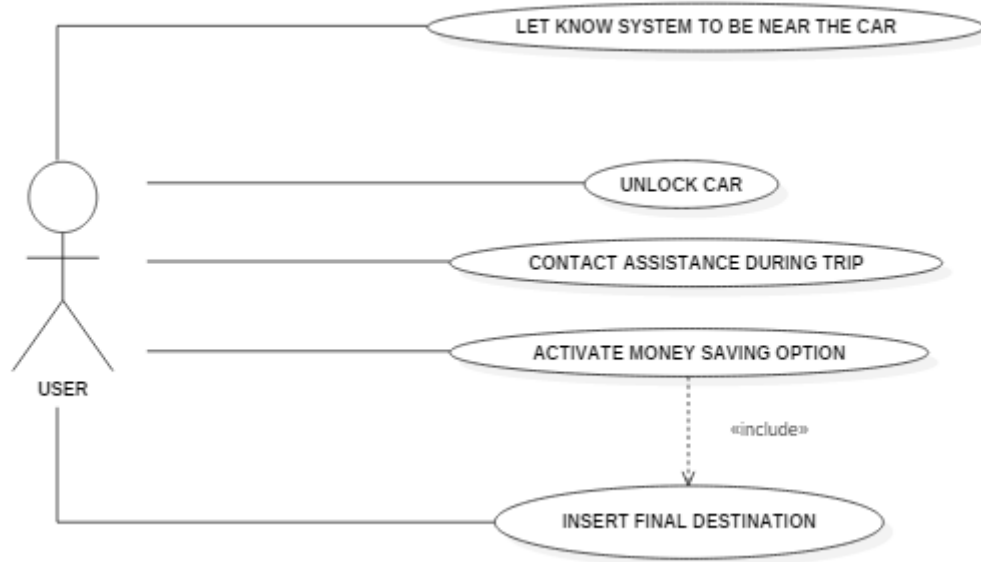 LET KNOW SYSTEM TO BE NEAR THE CAR
UNLOCK CAR
CONTACT ASSISTANCE DURING TRIP
ACTIVATE MONEY SAVING OPTION
USER
«include»
INSERT FINAL DESTINATION